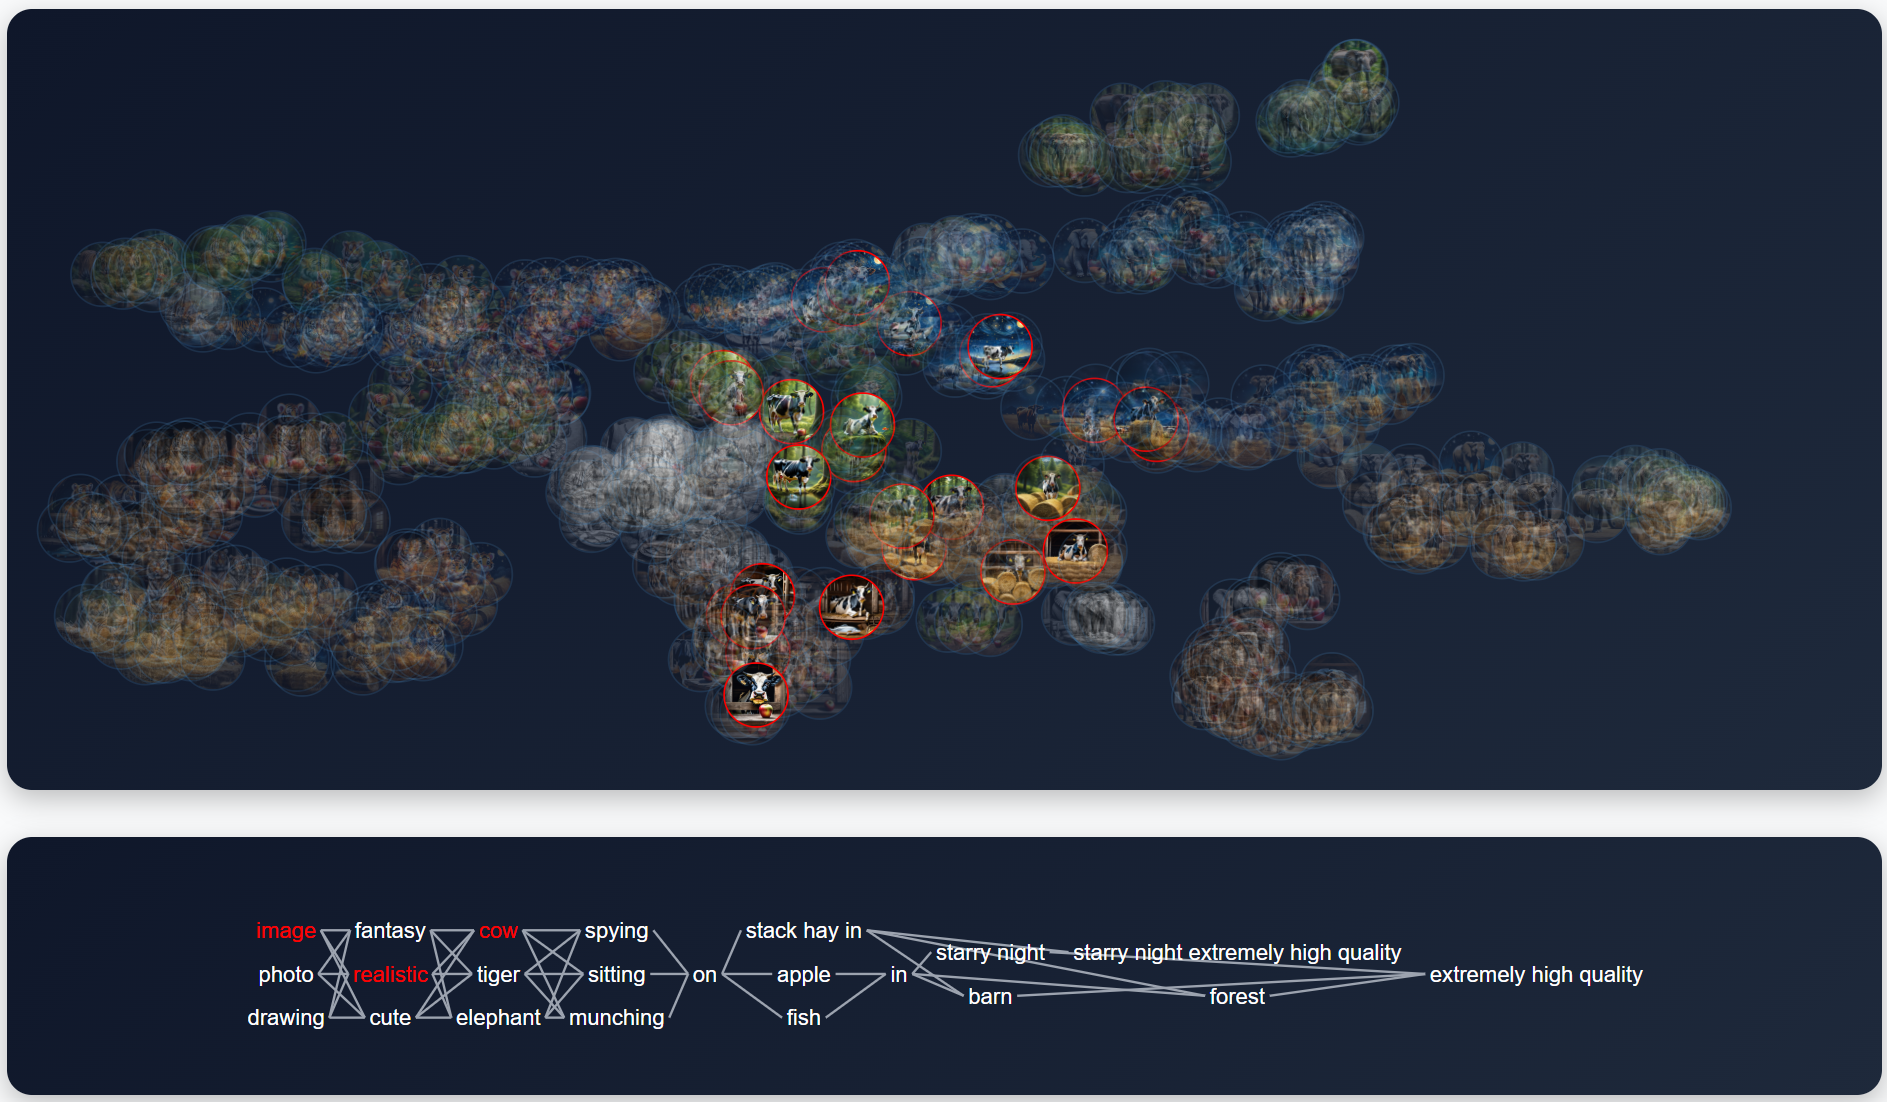 image fantasy cow spying stack hay in
starry night starry night extremely high quality
photo realistic tiger sitting on apple in extremely high quality
barn forest
drawing cute elephant munching fish